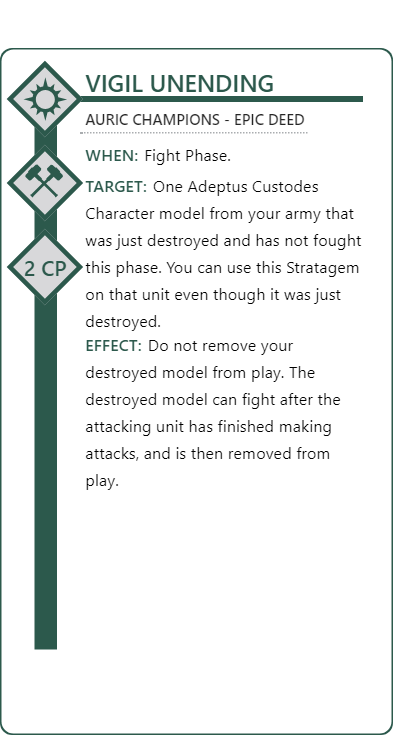 VIGIL UNENDING
AURIC CHAMPIONS - EPIC DEED
WHEN: Fight Phase.
TARGET: One Adeptus Custodes
Character model from your army that
was just destroyed and has not fought
2 CP
this phase. You can use this Stratagem
on that unit even though it was just
destroyed.
EFFECT: Do not remove your
destroyed model from play. The
destroyed model can fight after the
attacking unit has finished making
attacks, and is then removed from
play.